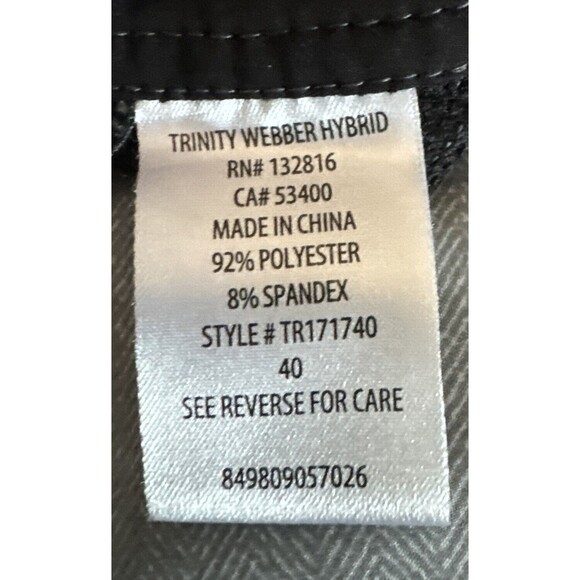 TRINITY WEBBER HYBRID
RN# 132816
CA# 53400
MADE IN CHINA
92% POLYESTER
8% SPANDEX
STYLE # TR171740
40
SEE REVERSE FOR CARE
849809057026